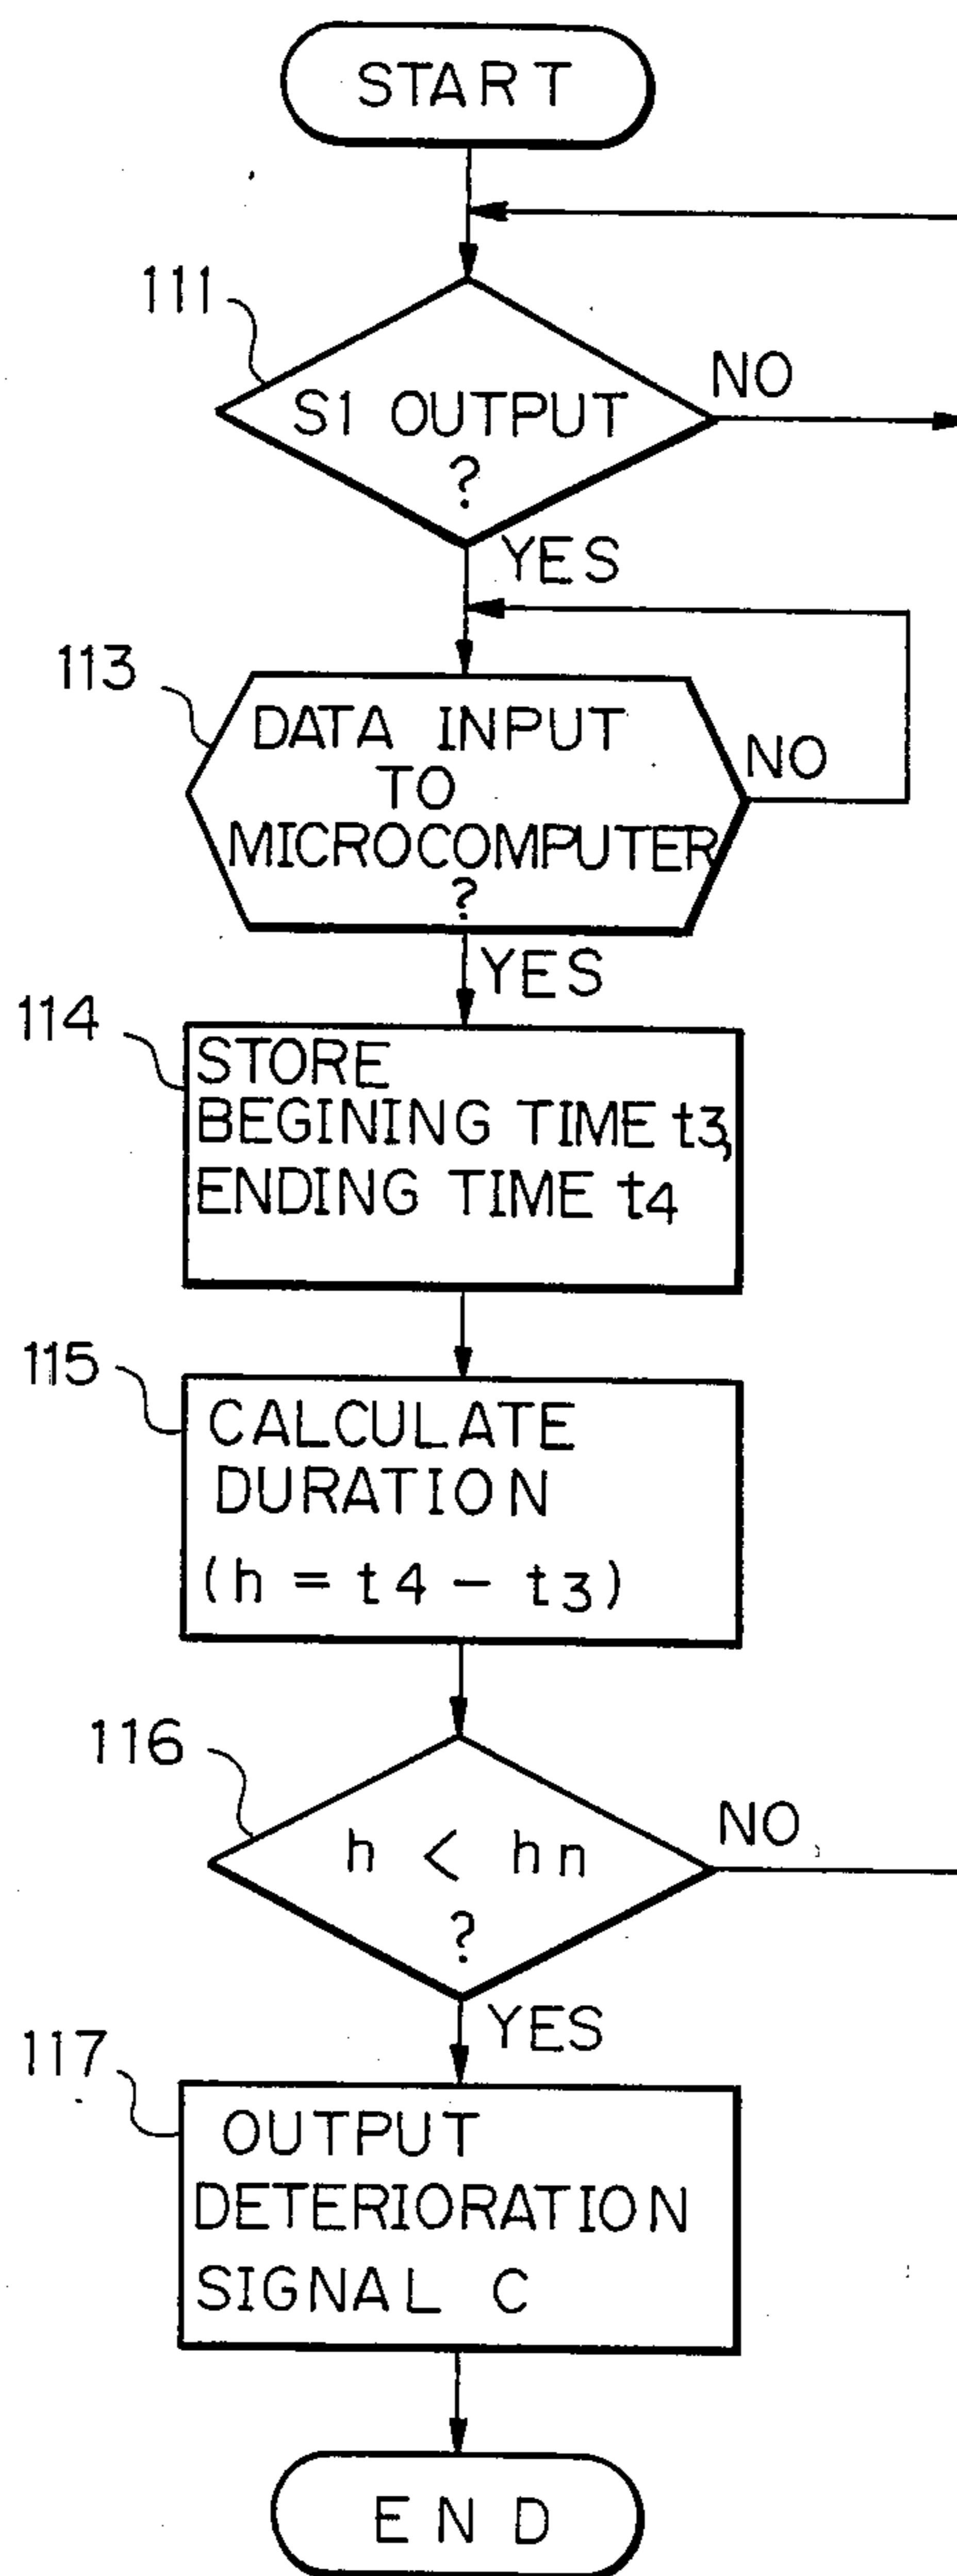 START
111
S1 OUTPUT
?
NO
YES
113
DATA INPUT
TO
MICROCOMPUTER
?
NO
YES
114
STORE
BEGINING TIME t3,
ENDING TIME t4
115
CALCULATE
DURATION
(h = t4 - t3)
116
h < hn
?
NO
YES
117
OUTPUT
DETERIORATION
SIGNAL C
END